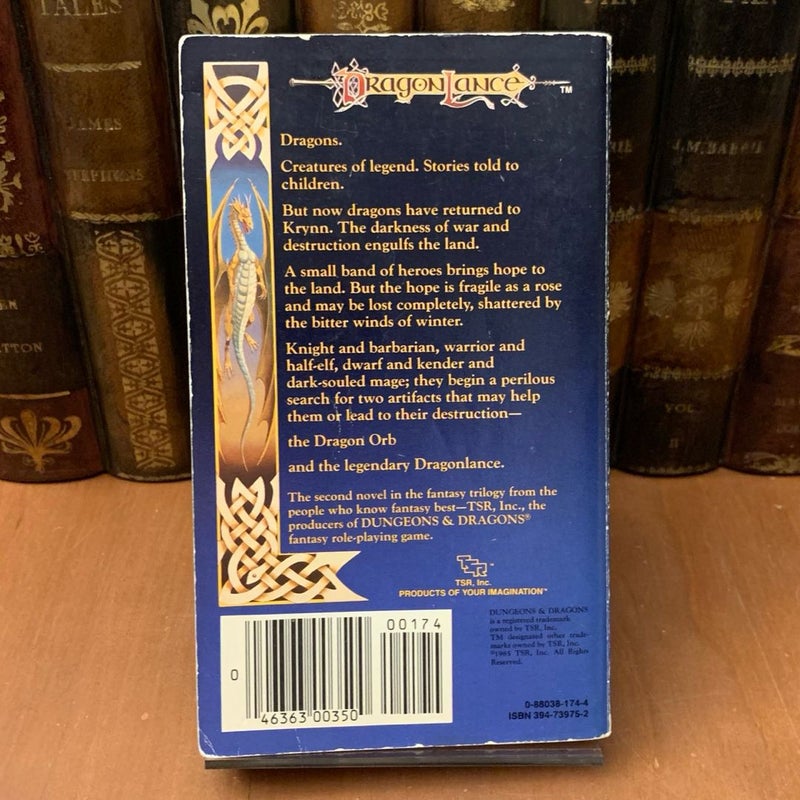 TALES
JAMES
STEPHENS
J.M. BARRIE
VOL
II
DRAGONLANCE
TM
Dragons.
Creatures of legend. Stories told to
children.
But now dragons have returned to
Krynn. The darkness of war and
destruction engulfs the land.
A small band of heroes brings hope to
the land. But the hope is fragile as a rose
and may be lost completely, shattered by
the bitter winds of winter.
Knight and barbarian, warrior and
half-elf, dwarf and kender and
dark-souled mage; they begin a perilous
search for two artifacts that may help
them or lead to their destruction—
the Dragon Orb
and the legendary Dragonlance.
The second novel in the fantasy trilogy from the
people who know fantasy best—TSR, Inc., the
producers of DUNGEONS & DRAGONS®
fantasy role-playing game.
TSR™
TSR, Inc.
PRODUCTS OF YOUR IMAGINATION™
DUNGEONS & DRAGONS
is a registered trademark
owned by TSR, Inc.
TM designated other trade-
marks owned by TSR, Inc.
©1985 TSR, Inc. All Rights
Reserved.
00174
0
46363 00350
0-88038-174-4
ISBN 394-73975-2